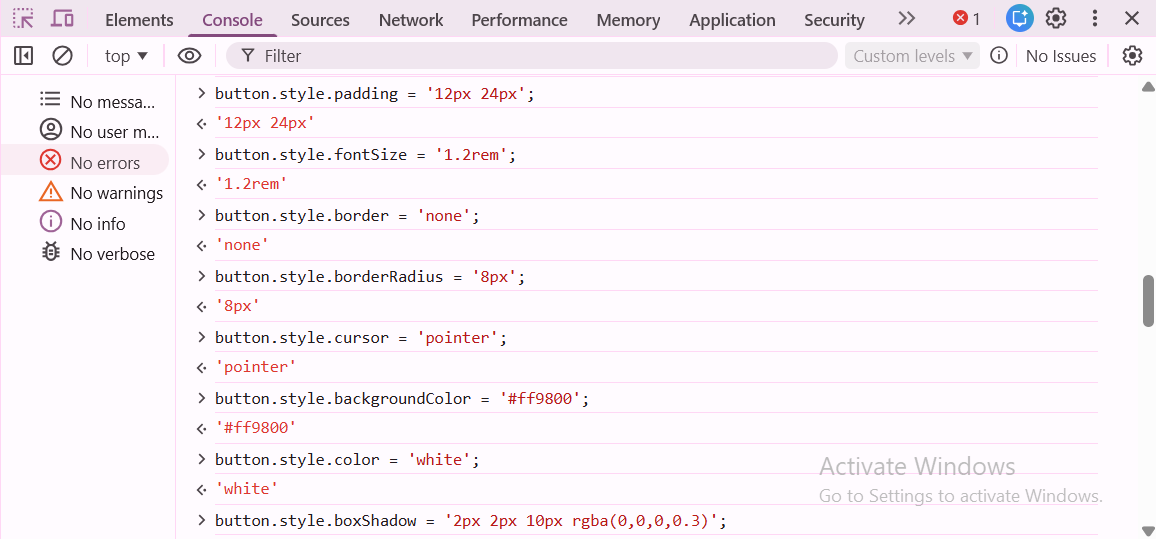 Elements Console Sources Network Performance Memory Application Security 1
top Filter Custom levels No Issues
No messa...
No user m...
No errors
No warnings
No info
No verbose
button.style.padding = '12px 24px';
'12px 24px'
button.style.fontSize = '1.2rem';
'1.2rem'
button.style.border = 'none';
'none'
button.style.borderRadius = '8px';
'8px'
button.style.cursor = 'pointer';
'pointer'
button.style.backgroundColor = '#ff9800';
'#ff9800'
button.style.color = 'white';
'white'
button.style.boxShadow = '2px 2px 10px rgba(0,0,0,0.3)';
Activate Windows
Go to Settings to activate Windows.